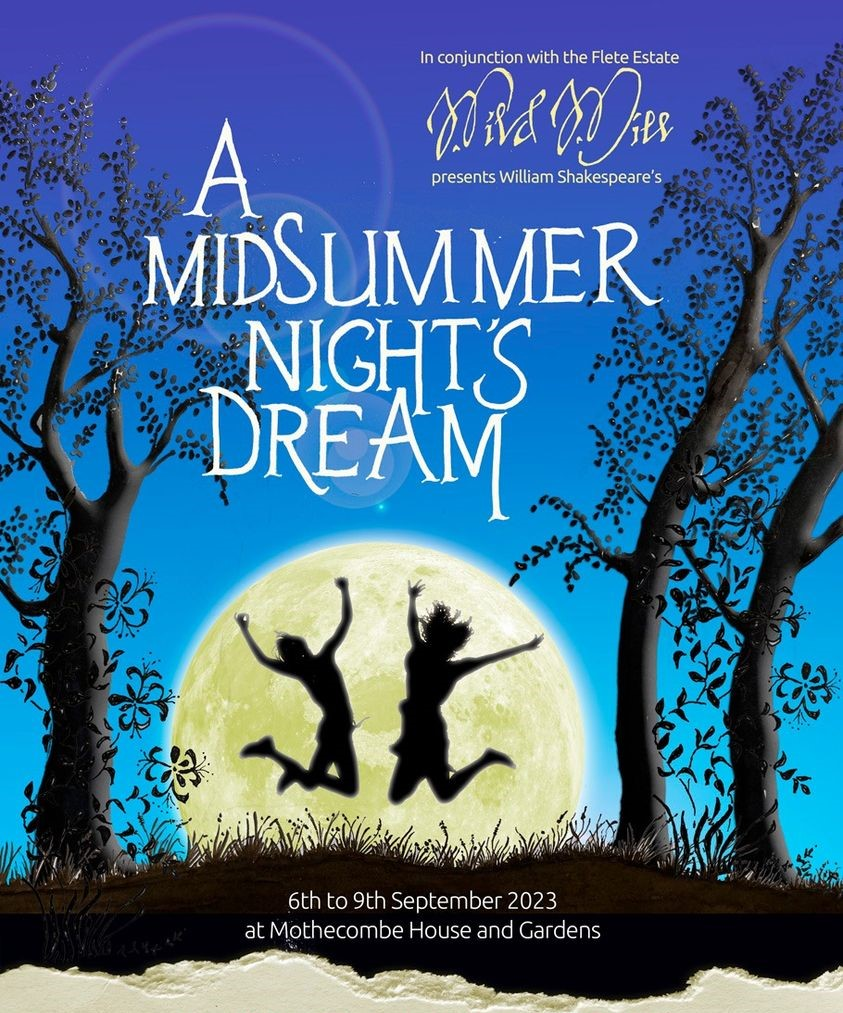 In conjunction with the Flete Estate
Wild Will
presents William Shakespeare's
A
MIDSUMMER
NIGHT'S
DREAM
6th to 9th September 2023
at Mothecombe House and Gardens